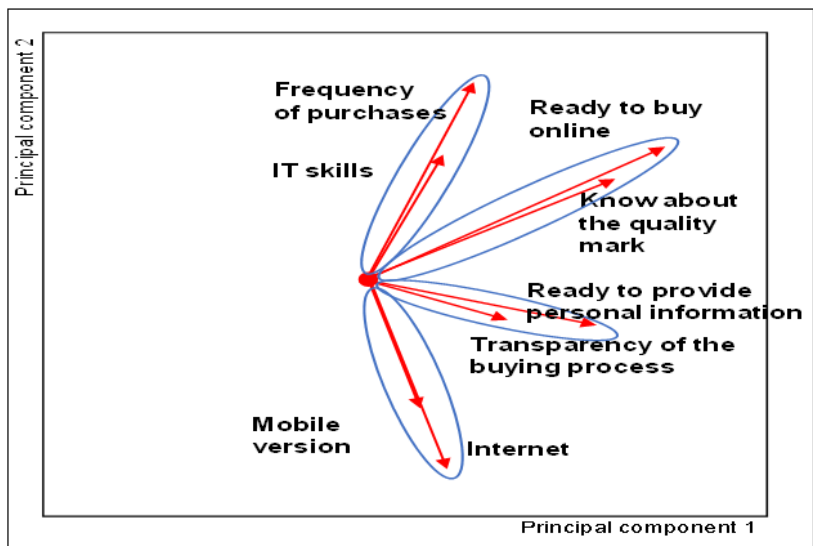 Principal component 2
Frequency
of purchases
Ready to buy
online
IT skills
Know about
the quality
mark
Ready to provide
personal information
Transparency of the
buying process
Mobile
version
Internet
Principal component 1